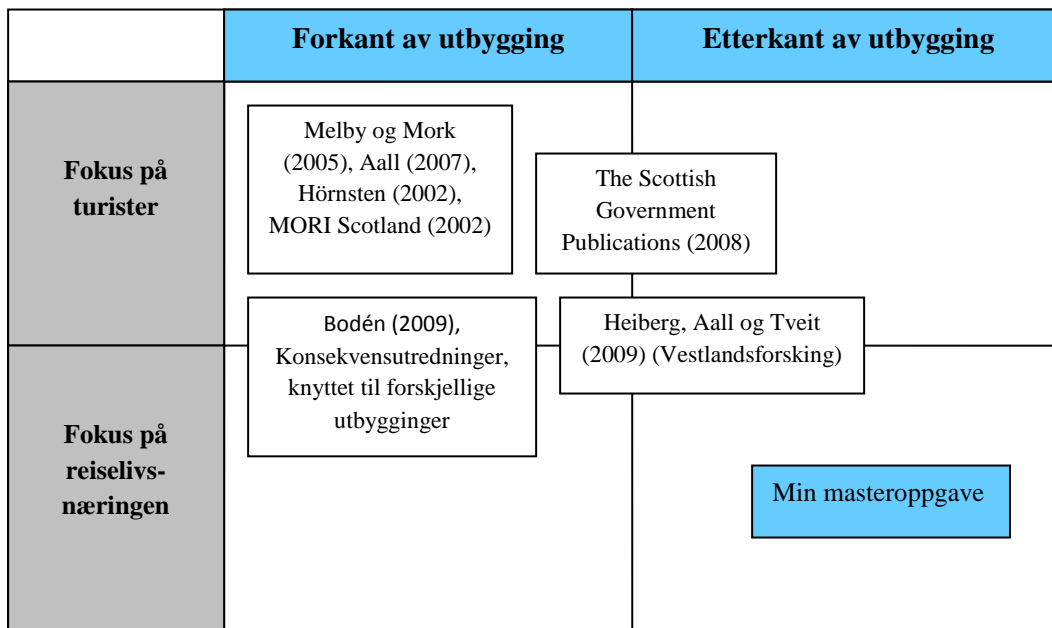 Forkant av utbygging
Etterkant av utbygging
Fokus på
turister
Melby og Mork
(2005), Aall (2007),
Hörnsten (2002),
MORI Scotland (2002)
The Scottish
Government
Publications (2008)
Bodén (2009),
Konsekvensutredninger,
knyttet til forskjellige
utbygginger
Heiberg, Aall og Tveit
(2009) (Vestlandsforsking)
Fokus på
reiselivs-
næringen
Min masteroppgave